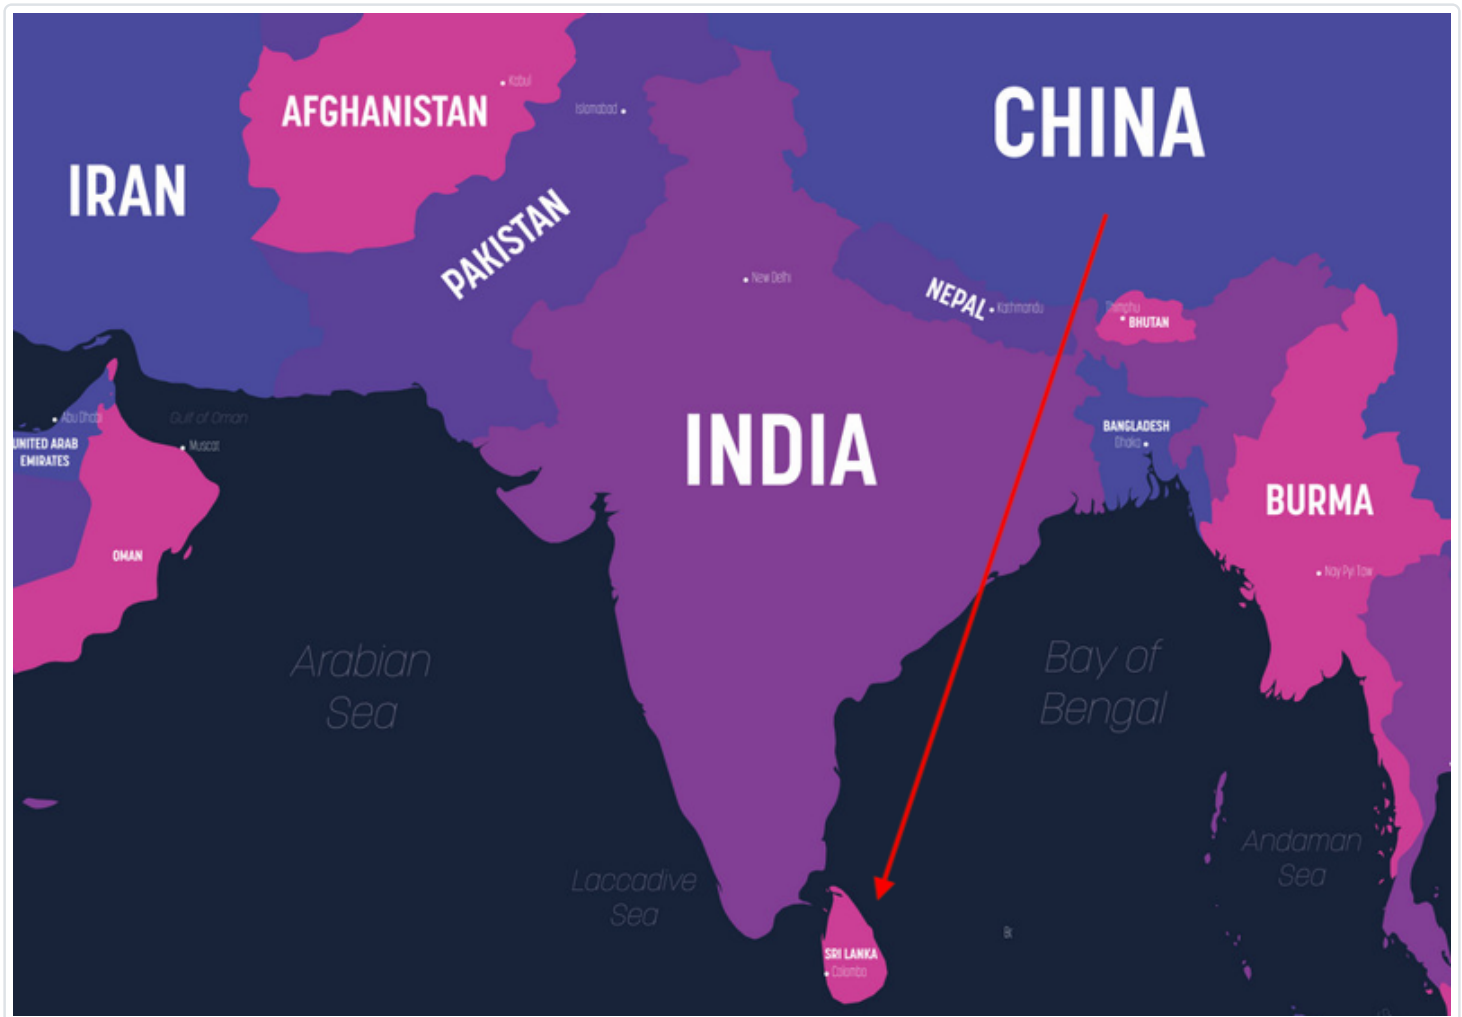 CHINA
Kabul
AFGHANISTAN
Islamabad
IRAN
PAKISTAN
New Delhi
NEPAL
Kathmandu
Thimphu
BHUTAN
Abu Dhabi
Gulf of Oman
UNITED ARAB
EMIRATES
Muscat
INDIA
BANGLADESH
Dhaka
BURMA
OMAN
Nay Pyi Taw
Arabian
Sea
Bay of
Bengal
Andaman
Sea
Laccadive
Sea
SRI LANKA
Colombo